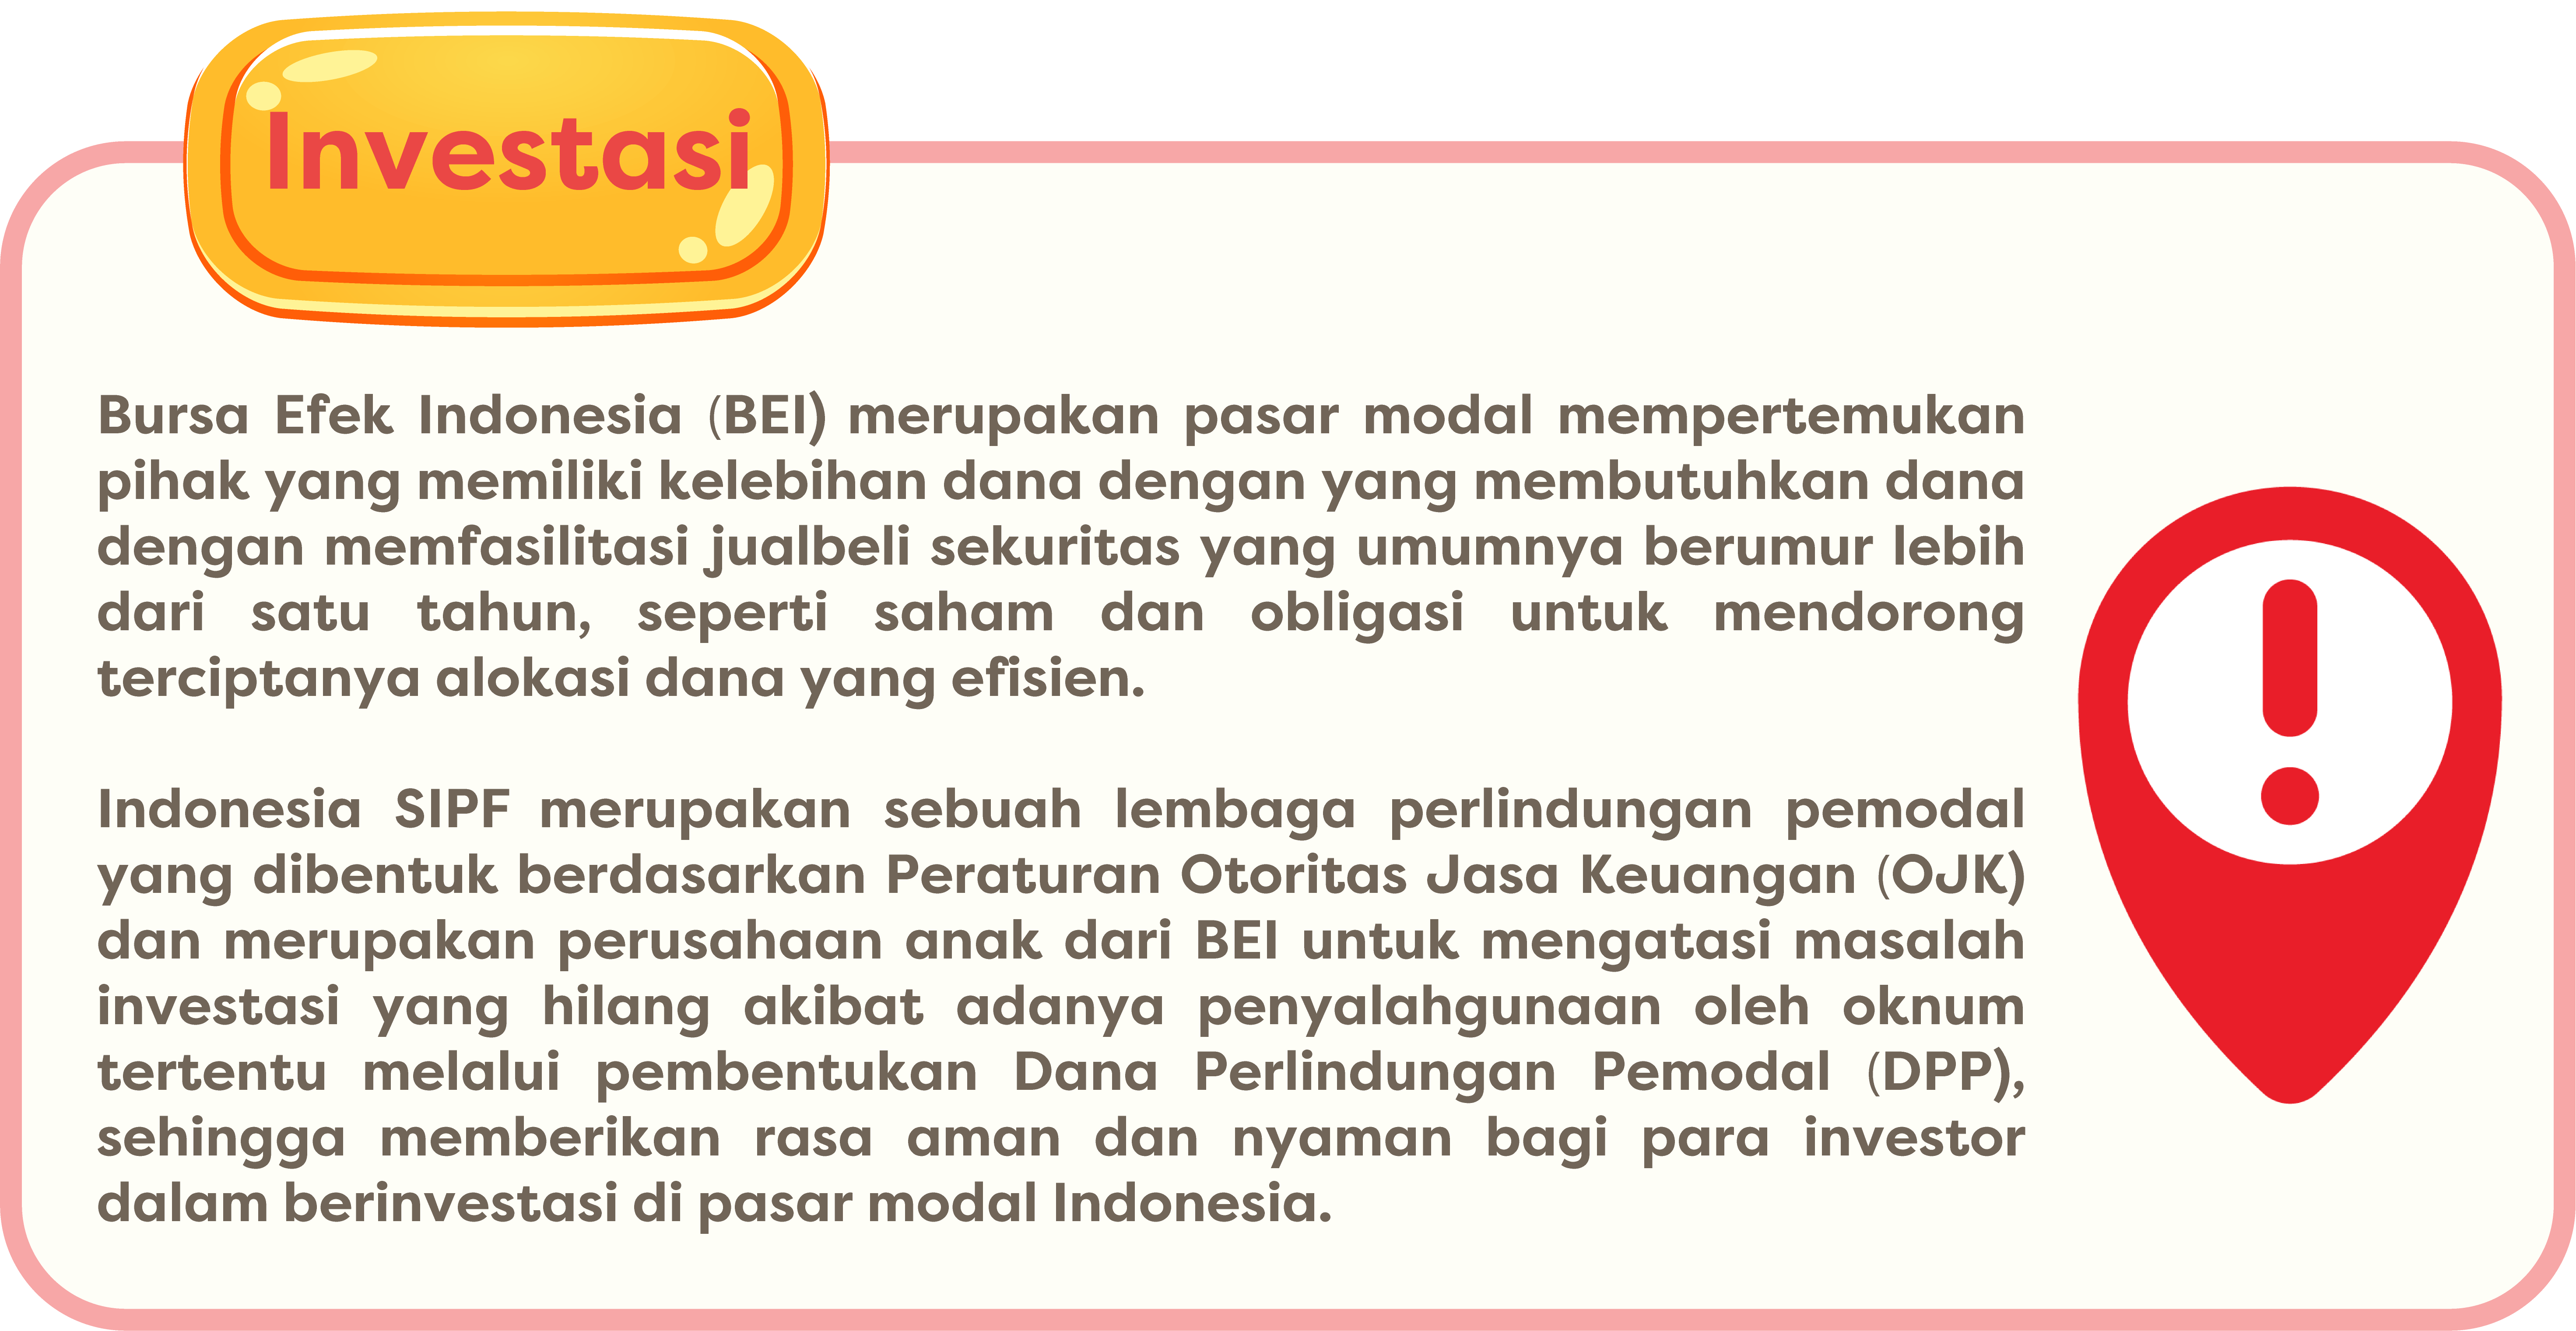 Investasi
Bursa Efek Indonesia (BEI) merupakan pasar modal mempertemukan
pihak yang memiliki kelebihan dana dengan yang membutuhkan dana
dengan memfasilitasi jualbeli sekuritas yang umumnya berumur lebih
dari satu tahun, seperti saham dan obligasi untuk mendorong
terciptanya alokasi dana yang efisien.
Indonesia SIPF merupakan sebuah lembaga perlindungan pemodal
yang dibentuk berdasarkan Peraturan Otoritas Jasa Keuangan (OJK)
dan merupakan perusahaan anak dari BEI untuk mengatasi masalah
investasi yang hilang akibat adanya penyalahgunaan oleh oknum
tertentu melalui pembentukan Dana Perlindungan Pemodal (DPP),
sehingga memberikan rasa aman dan nyaman bagi para investor
dalam berinvestasi di pasar modal Indonesia.